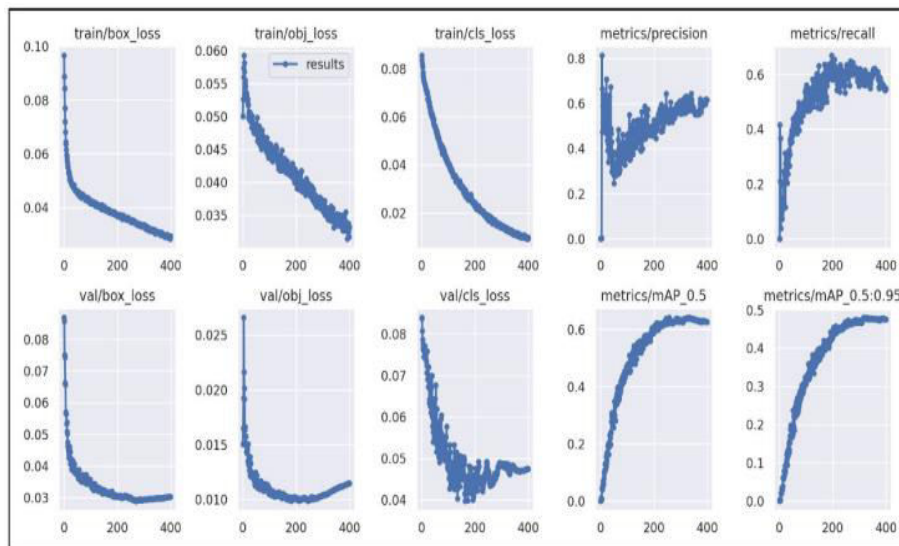 train/box_loss train/obj_loss train/cls_loss metrics/precision metrics/recall
0.10 0.08 0.06 0.04
0 200 400
0.060 0.055 0.050 0.045 0.040 0.035
results
0 200 400
0.08 0.06 0.04 0.02
0 200 400
0.8 0.6 0.4 0.2 0.0
0 200 400
0.6 0.4 0.2 0.0
0 200 400
val/box_loss val/obj_loss val/cls_loss metrics/mAP_0.5 metrics/mAP_0.5:0.95
0.08 0.07 0.06 0.05 0.04 0.03
0 200 400
0.025 0.020 0.015 0.010
0 200 400
0.08 0.07 0.06 0.05 0.04
0 200 400
0.6 0.4 0.2 0.0
0 200 400
0.5 0.4 0.3 0.2 0.1 0.0
0 200 400